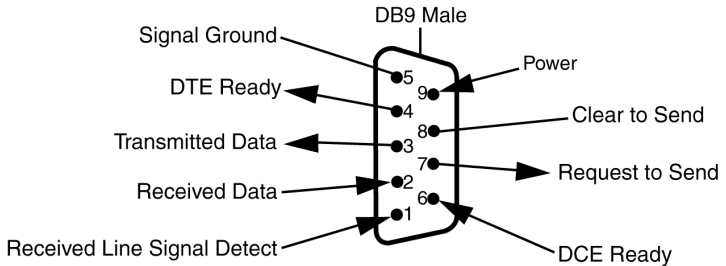 DB9 Male
Signal Ground
5
Power
9
DTE Ready
4
Clear to Send
8
Transmitted Data
3
7
Request to Send
Received Data
2
6
1
Received Line Signal Detect
DCE Ready